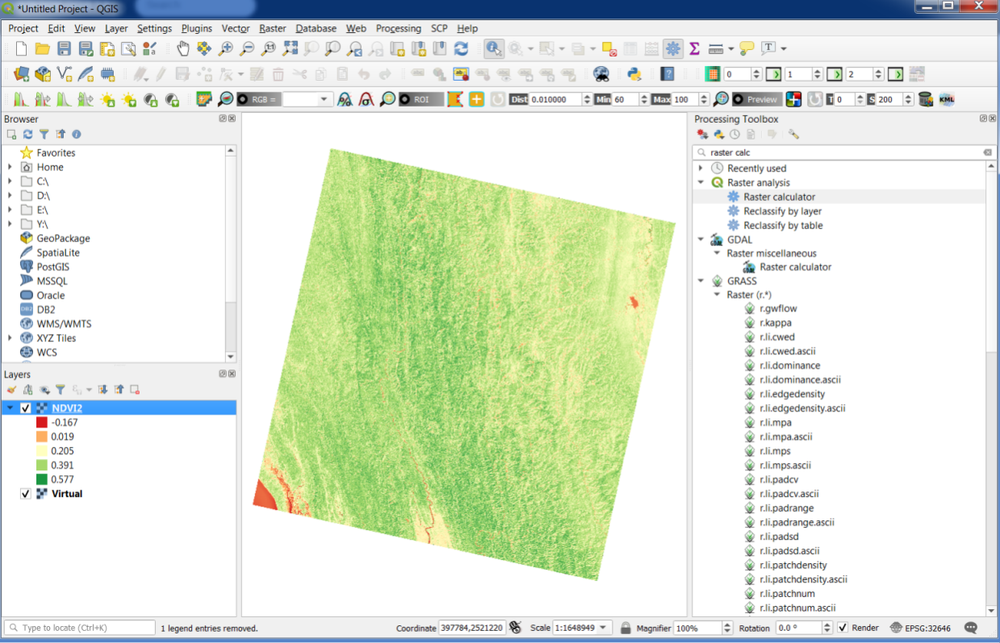 *Untitled Project - QGIS
Project Edit View Layer Settings Plugins Vector Raster Database Web Processing SCP Help
0 1 2
RGB = ROI Dist 0.010000 Min 60 Max 100 Preview T 0 S 200 KML
Browser
Favorites
Home
C:\
D:\
E:\
Y:\
GeoPackage
SpatiaLite
PostGIS
MSSQL
Oracle
DB2 DB2
WMS/WMTS
XYZ Tiles
WCS
Layers
NDVI2
-0.167
0.019
0.205
0.391
0.577
Virtual
Processing Toolbox
raster calc
Recently used
Raster analysis
Raster calculator
Reclassify by layer
Reclassify by table
GDAL
Raster miscellaneous
Raster calculator
GRASS
Raster (r.*)
r.gwflow
r.kappa
r.li.cwed
r.li.cwed.ascii
r.li.dominance
r.li.dominance.ascii
r.li.edgedensity
r.li.edgedensity.ascii
r.li.mpa
r.li.mpa.ascii
r.li.mps
r.li.mps.ascii
r.li.padcv
r.li.padcv.ascii
r.li.padrange
r.li.padrange.ascii
r.li.padsd
r.li.padsd.ascii
r.li.patchdensity
r.li.patchdensity.ascii
r.li.patchnum
r.li.patchnum.ascii
Type to locate (Ctrl+K) 1 legend entries removed. Coordinate 397784,2521220 Scale 1:1648949 Magnifier 100% Rotation 0.0 ° Render EPSG:32646